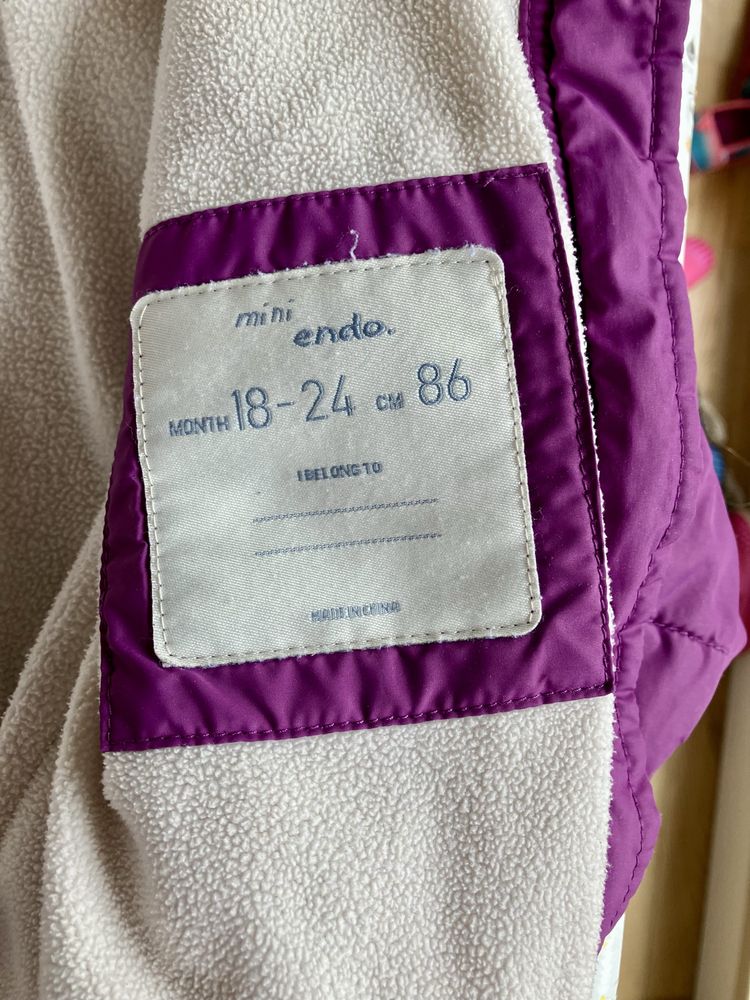 mini
endo.
MONTH 18-24 CM 86
I BELONG TO
MADE IN CHINA